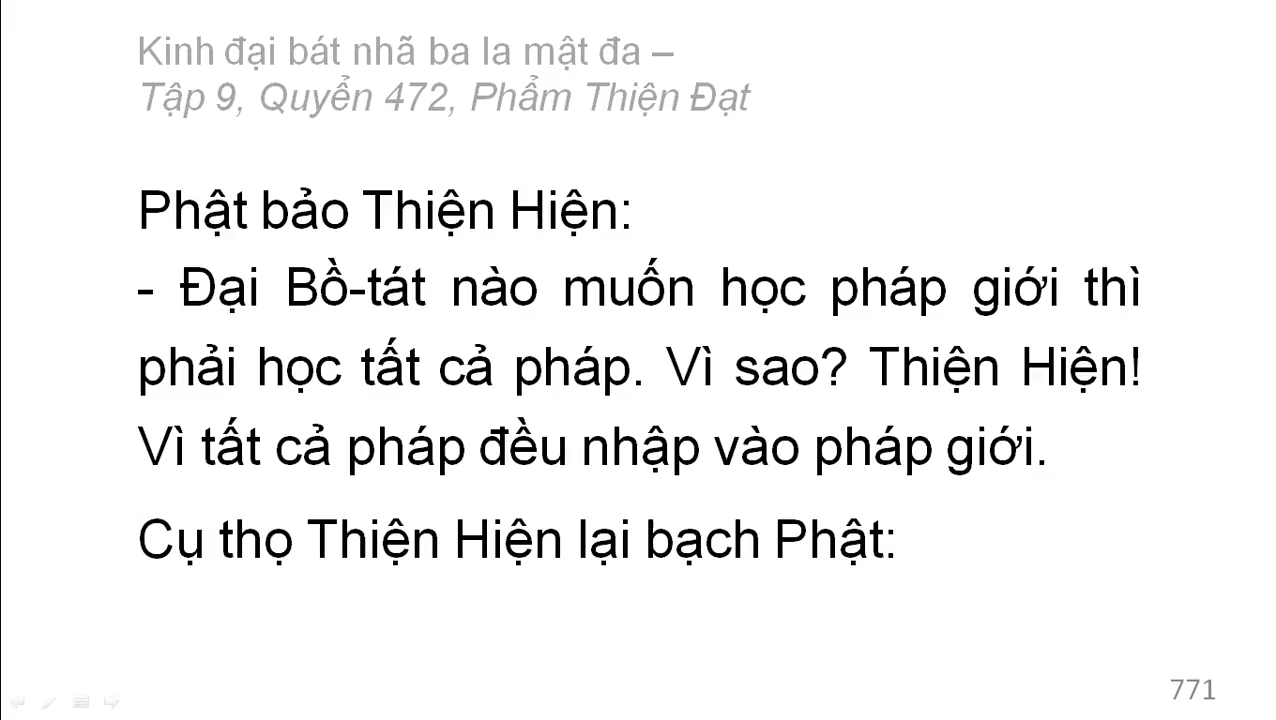 Kinh đại bát nhã ba la mật đa –
Tập 9, Quyển 472, Phẩm Thiện Đạt
Phật bảo Thiện Hiện:
- Đại Bồ-tát nào muốn học pháp giới thì
phải học tất cả pháp. Vì sao? Thiện Hiện!
Vì tất cả pháp đều nhập vào pháp giới.
Cụ thọ Thiện Hiện lại bạch Phật:
771